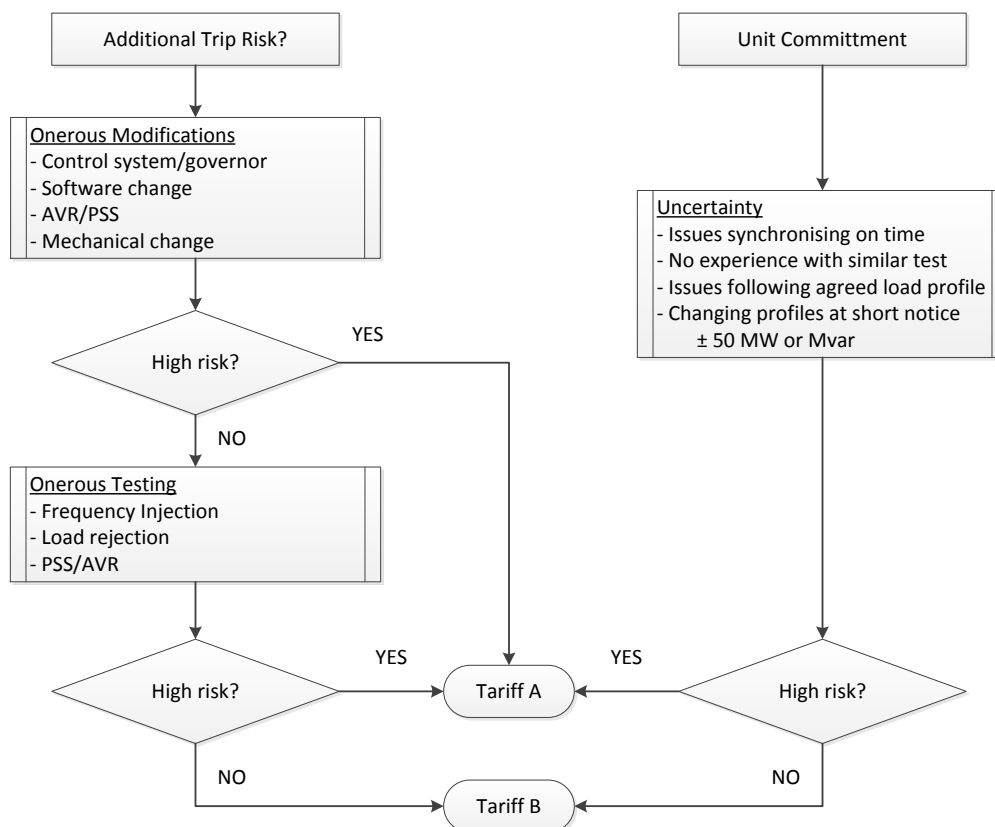 Additional Trip Risk?
Onerous Modifications
- Control system/governor
- Software change
- AVR/PSS
- Mechanical change
High risk?
YES
NO
Onerous Testing
- Frequency Injection
- Load rejection
- PSS/AVR
High risk?
YES
NO
Tariff A
Tariff B
Unit Committment
Uncertainty
- Issues synchronising on time
- No experience with similar test
- Issues following agreed load profile
- Changing profiles at short notice
± 50 MW or Mvar
High risk?
YES
NO